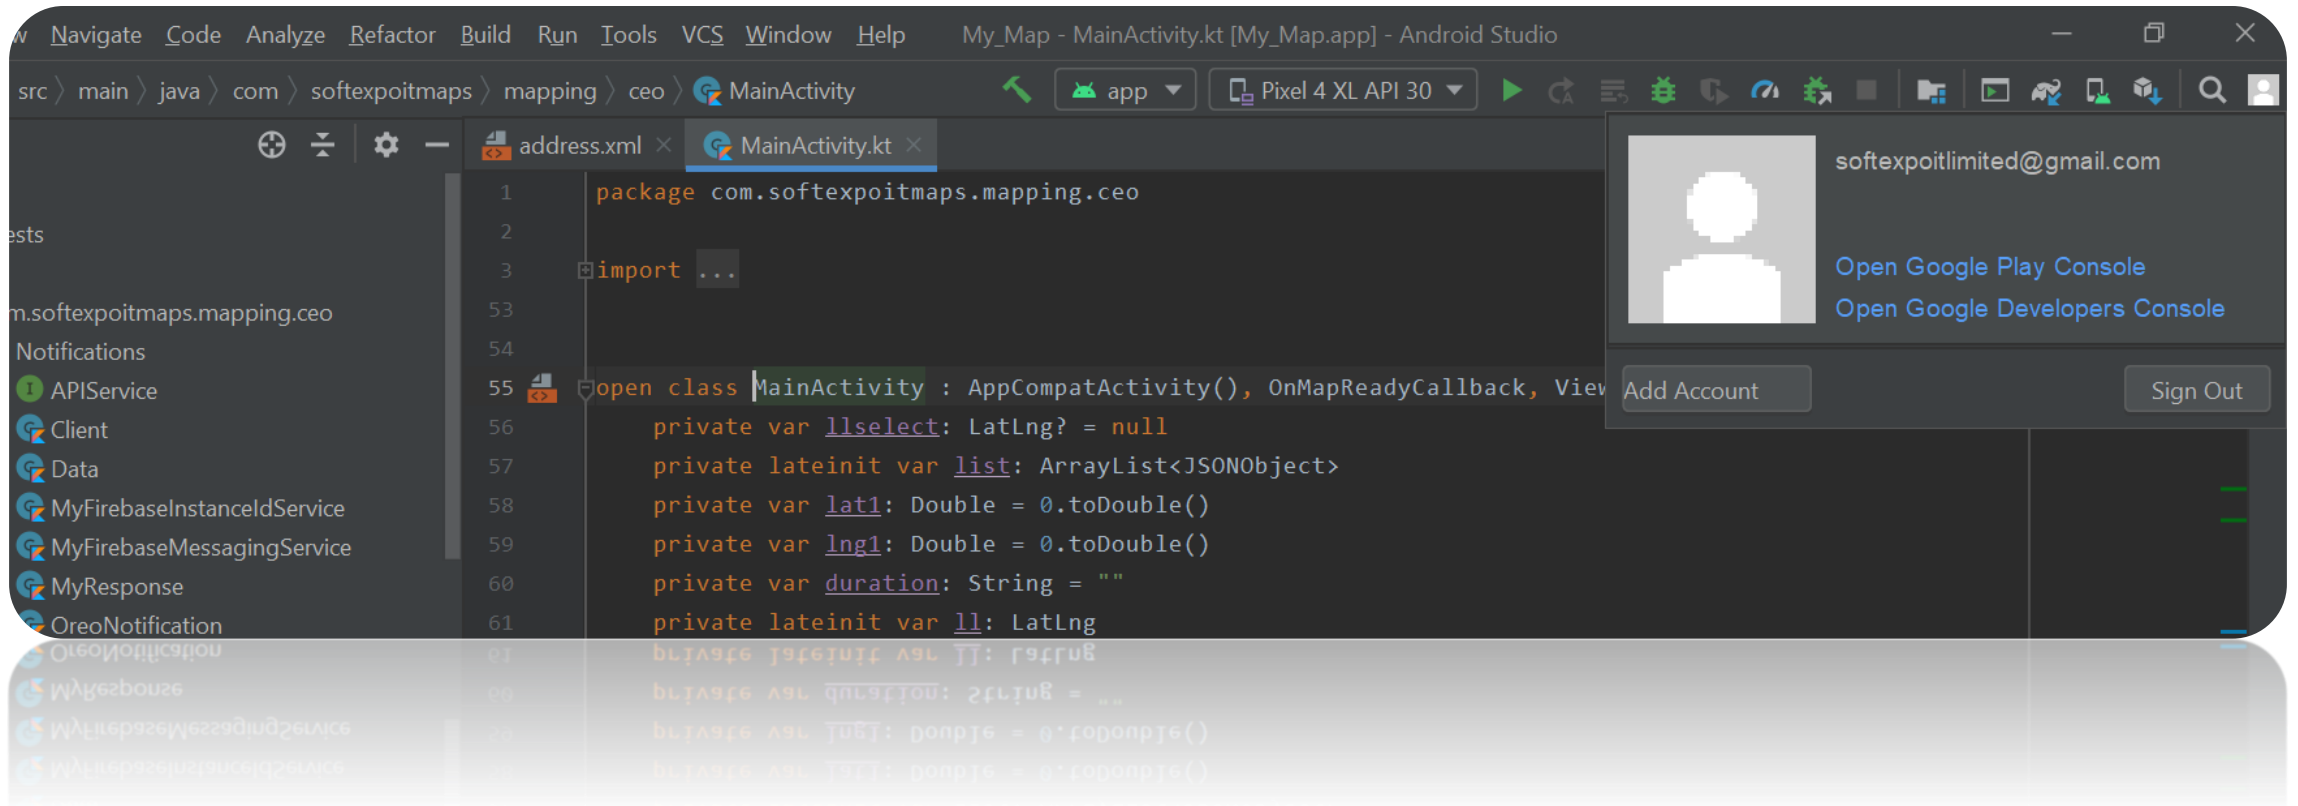 Navigate Code Analyze Refactor Build Run Tools VCS Window Help My_Map - MainActivity.kt [My_Map.app] - Android Studio
src main java com softexpoitmaps mapping ceo MainActivity app Pixel 4 XL API 30
address.xml MainActivity.kt
softexpoitlimited@gmail.com
Open Google Play Console
Open Google Developers Console
Add Account Sign Out
ests
m.softexpoitmaps.mapping.ceo
Notifications
APIService
Client
Data
MyFirebaseInstanceIdService
MyFirebaseMessagingService
MyResponse
OreoNotification
1 package com.softexpoitmaps.mapping.ceo
2
3 import ...
53
54
55 open class MainActivity : AppCompatActivity(), OnMapReadyCallback, View
56 private var llselect: LatLng? = null
57 private lateinit var list: ArrayList<JSONObject>
58 private var lat1: Double = 0.toDouble()
59 private var lng1: Double = 0.toDouble()
60 private var duration: String = ""
61 private lateinit var ll: LatLng